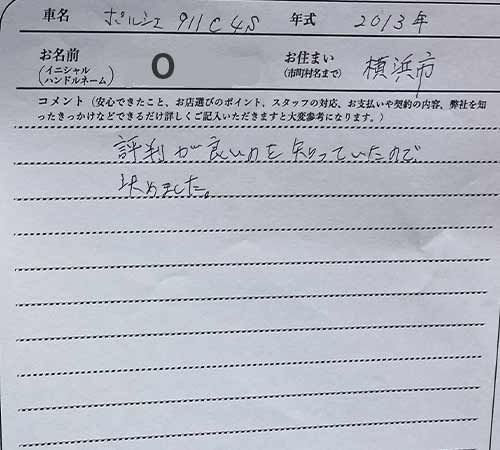 車名 ポルシェ 911C4S 年式 2013年
お名前 (イニシャル ハンドルネーム) O お住まい (市町村名まで) 横浜市
コメント（安心できたこと、お店選びのポイント、スタッフの対応、お支払いや契約の内容、弊社を知
ったきっかけなどできるだけ詳しくご記入いただきますと大変参考になります。）
評判が良いのを知っていたので、
決めました。